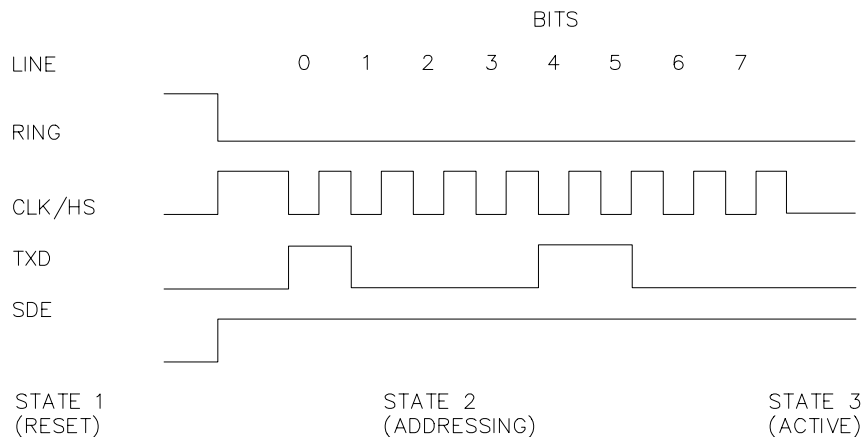 BITS
LINE 0 1 2 3 4 5 6 7
RING
CLK/HS
TXD
SDE
STATE 1 STATE 2 STATE 3
(RESET) (ADDRESSING) (ACTIVE)